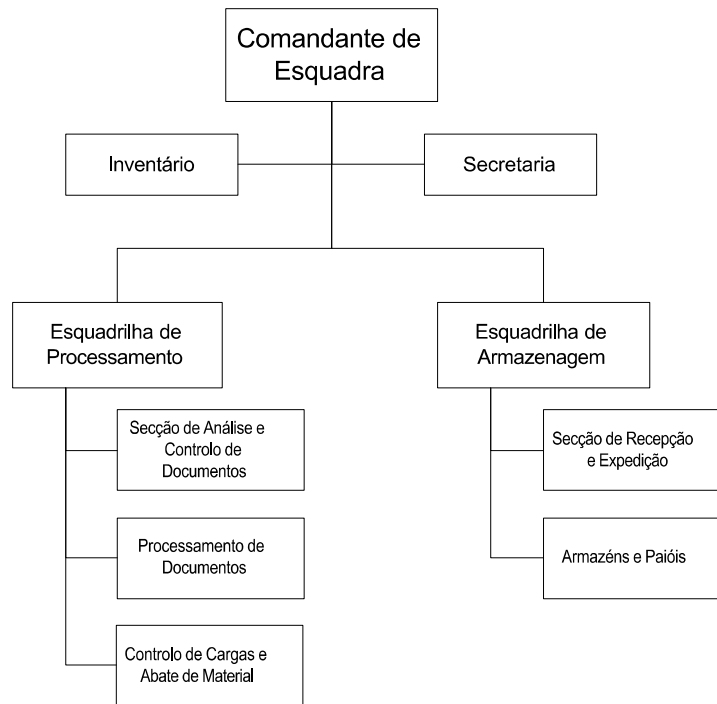 Comandante de
Esquadra
Inventário
Secretaria
Esquadrilha de
Processamento
Esquadrilha de
Armazenagem
Secção de Análise e
Controlo de
Documentos
Secção de Recepção
e Expedição
Processamento de
Documentos
Armazéns e Paióis
Controlo de Cargas e
Abate de Material